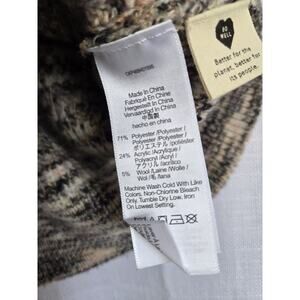 DO
WELL
Better for the
planet, better for
its people.
Made In China
Fabriqué En Chine
Hergestellt In China
Vervaardigd In China
中国製
hecho en china
71% Polyester /Polyester /
Polyester /Polyester /
ポリエステル /poliéster
24% Acrylic /Acrylique /
Polyacryl /Acryl /
アクリル /acrílico
5% Wool /Laine /Wolle /
Wol /毛 /lana
Machine Wash Cold With Like
Colors. Non-Chlorine Bleach
Only. Tumble Dry Low. Iron
On Lowest Setting.